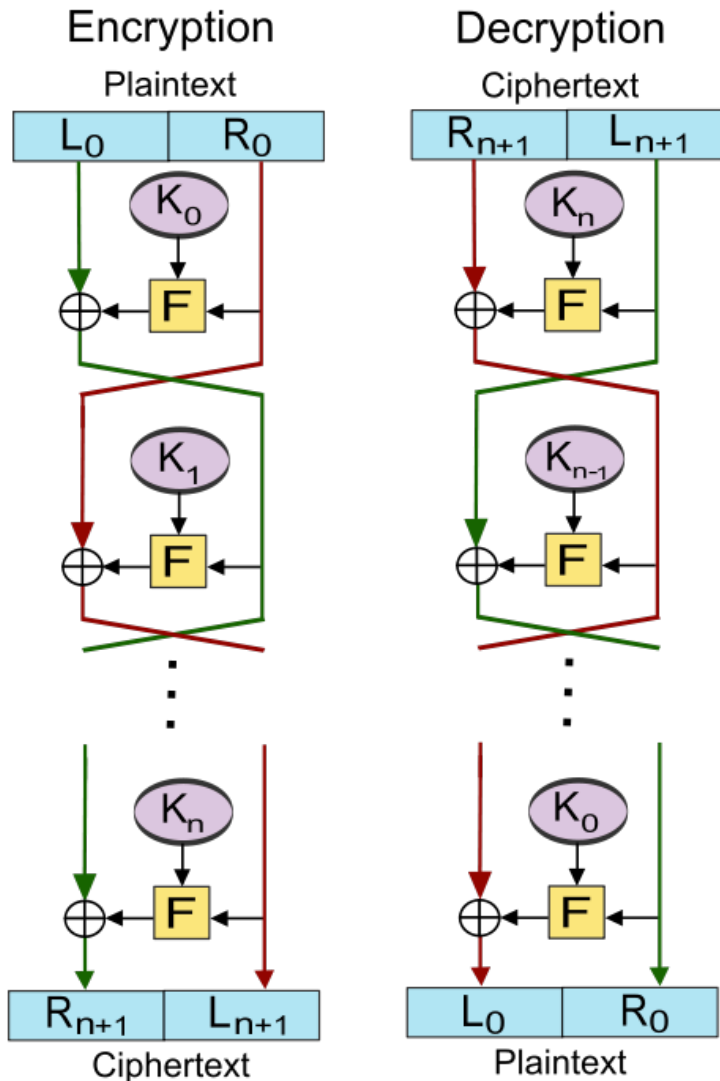 Encryption
Plaintext
L0 R0
K0
F
K1
F
Kn
F
Rn+1 Ln+1
Ciphertext
Decryption
Ciphertext
Rn+1 Ln+1
Kn
F
Kn-1
F
K0
F
L0 R0
Plaintext